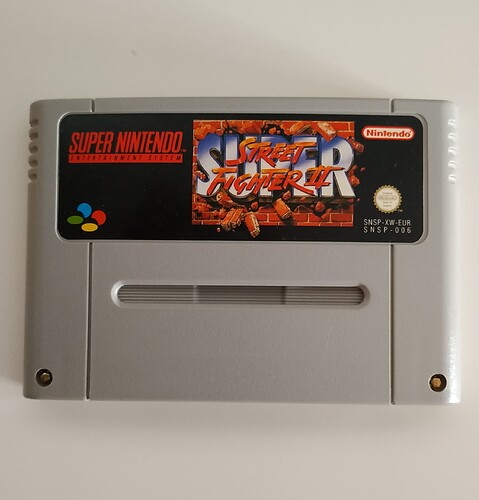 SUPER NINTENDO
ENTERTAINMENT SYSTEM
SUPER
STREET
FIGHTER II
Nintendo
SNSP-XW-EUR
SNSP-006